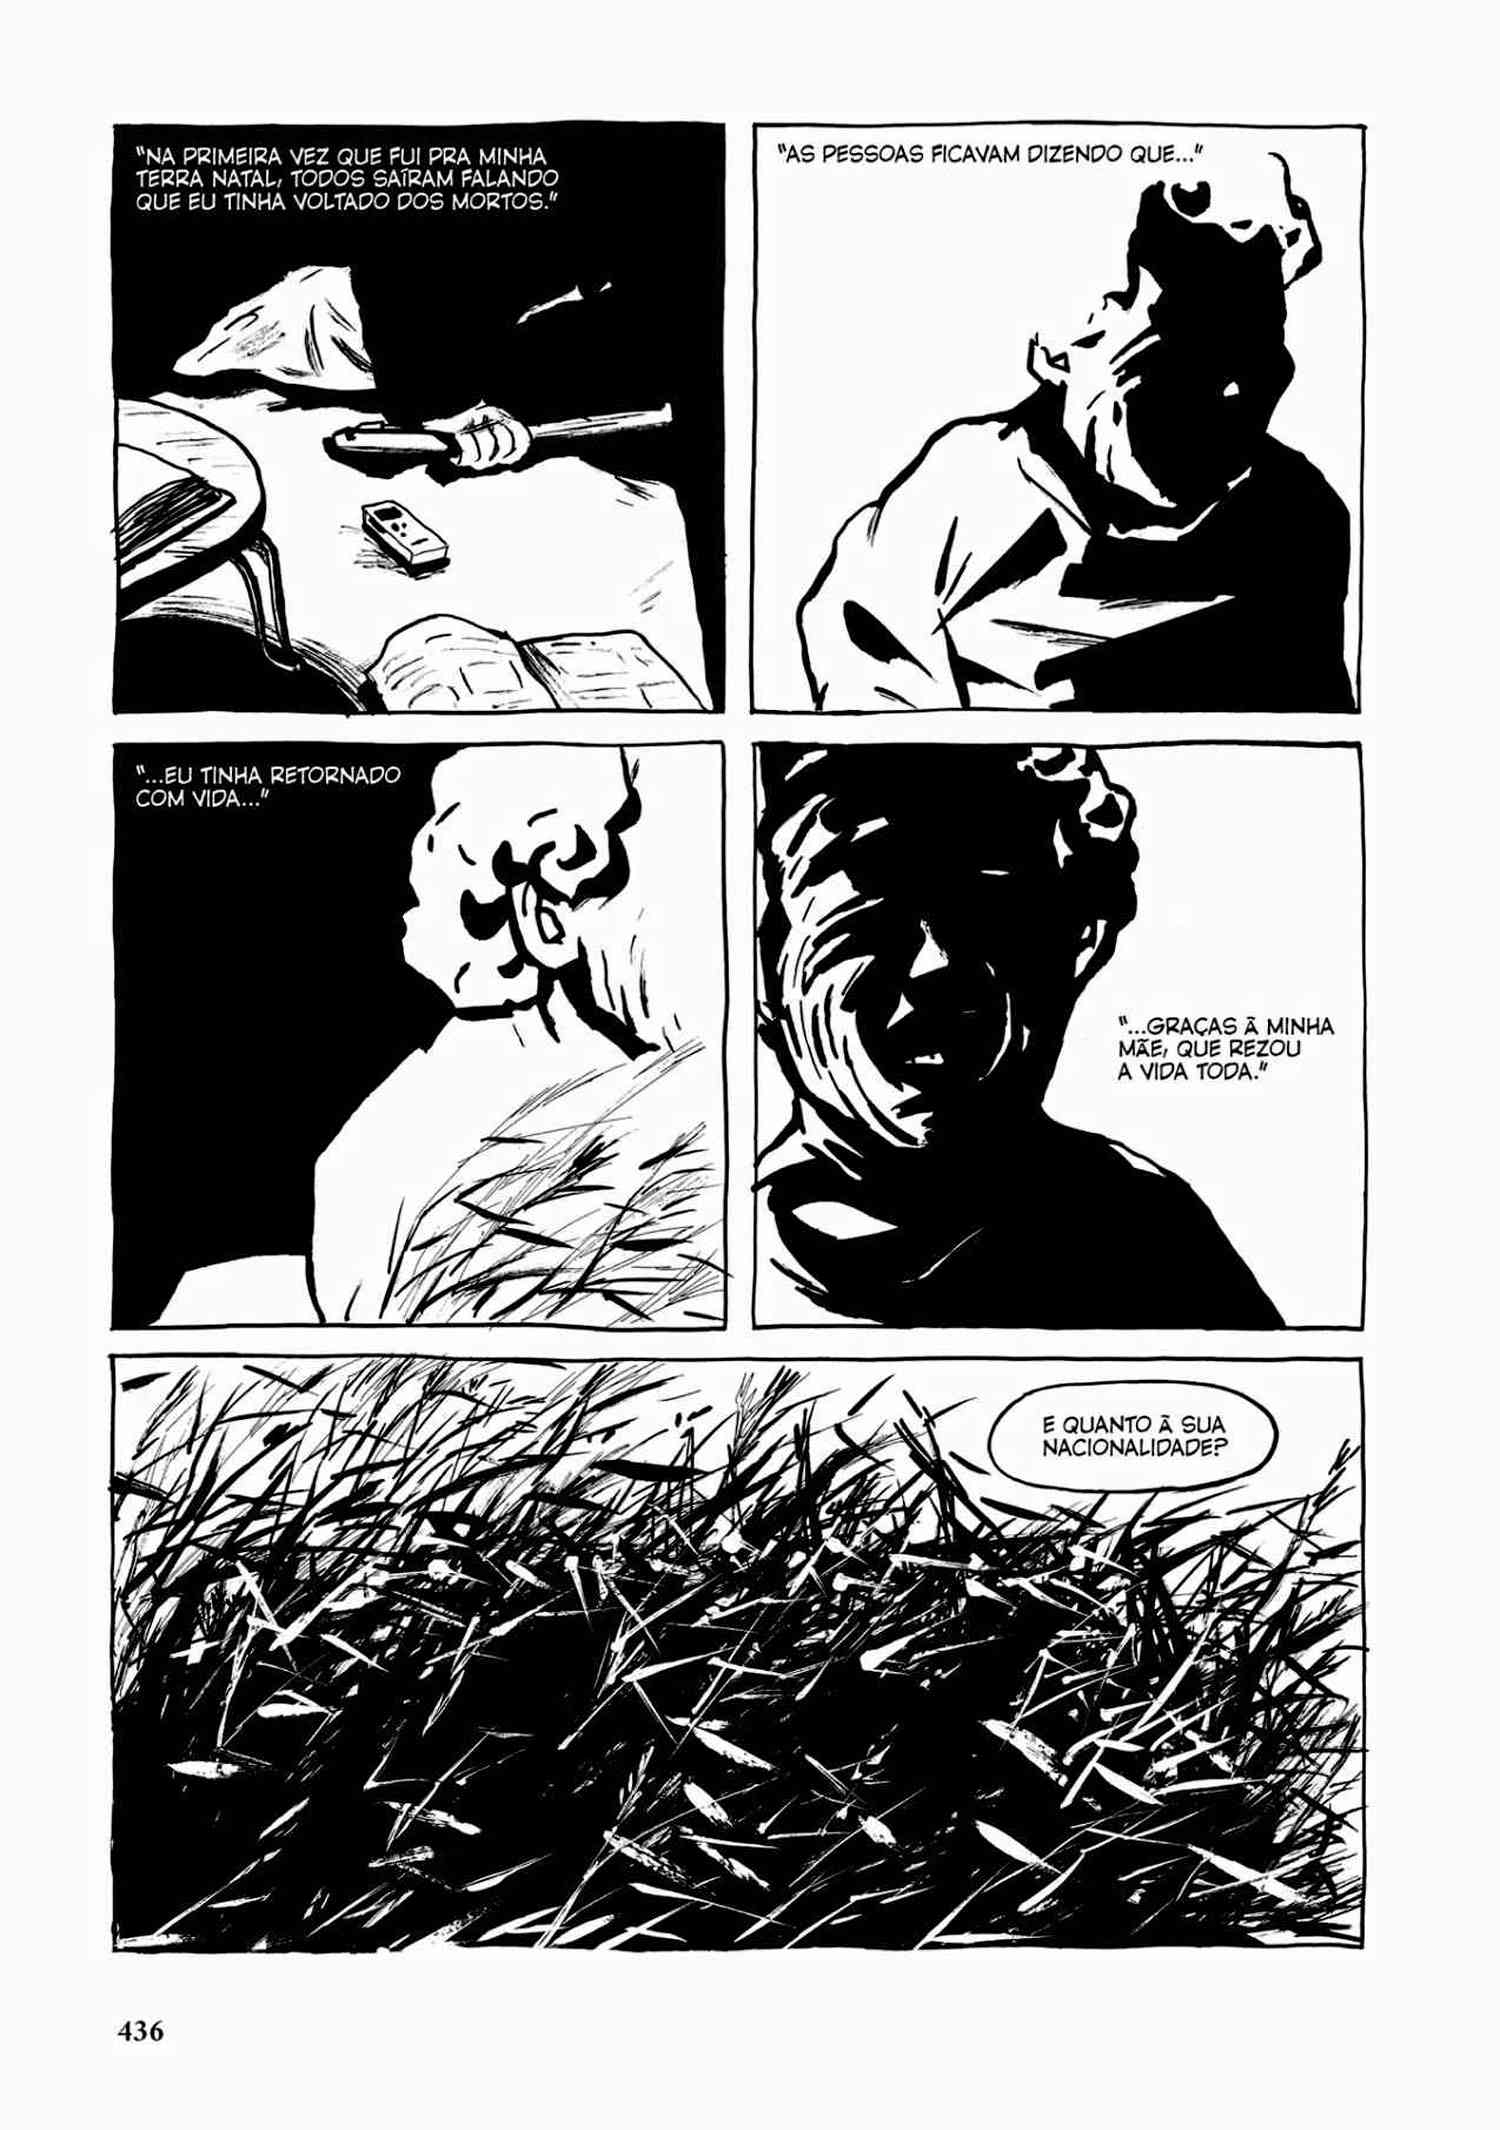 "NA PRIMEIRA VEZ QUE FUI PRA MINHA
TERRA NATAL, TODOS SAÍRAM FALANDO
QUE EU TINHA VOLTADO DOS MORTOS."
"AS PESSOAS FICAVAM DIZENDO QUE..."
"...EU TINHA RETORNADO
COM VIDA..."
"...GRAÇAS À MINHA
MÃE, QUE REZOU
A VIDA TODA."
E QUANTO À SUA
NACIONALIDADE?
436